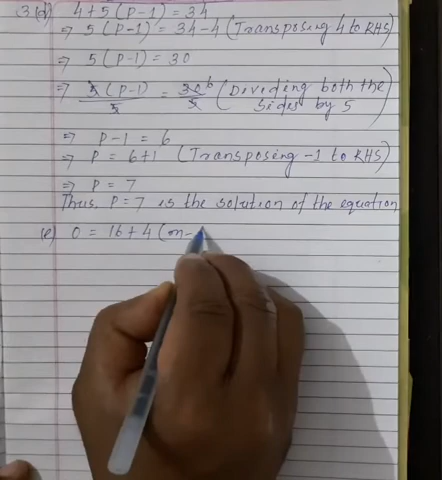 3(d) 4+5(P-1)=34
⇒ 5(P-1)=34-4 (Transposing 4 to RHS)
⇒ 5(P-1)=30
⇒ 5(P-1)/5 = 30 6/5 (Dividing both the sides by 5)
⇒ P-1=6
⇒ P=6+1 (Transposing -1 to RHS)
⇒ P=7
Thus, P=7 is the solution of the equation
(e) 0=16+4(m-